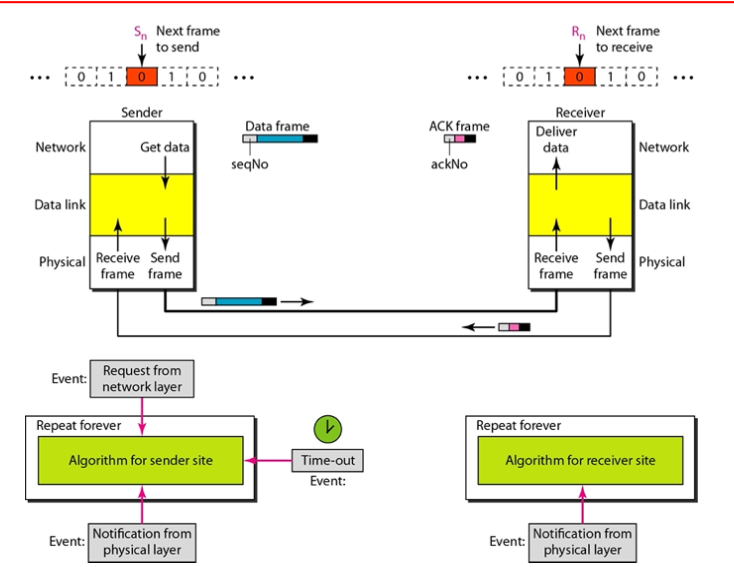 Sn Next frame
to send
Rn Next frame
to receive
... 0 1 0 1 0 ...
... 0 1 0 1 0 ...
Sender
Receiver
Data frame
ACK frame
seqNo
ackNo
Network
Get data
Deliver
data
Network
Data link
Data link
Physical
Receive
frame
Send
frame
Receive
frame
Send
frame
Physical
Event:
Request from
network layer
Repeat forever
Algorithm for sender site
Time-out
Event:
Repeat forever
Algorithm for receiver site
Event:
Notification from
physical layer
Event:
Notification from
physical layer